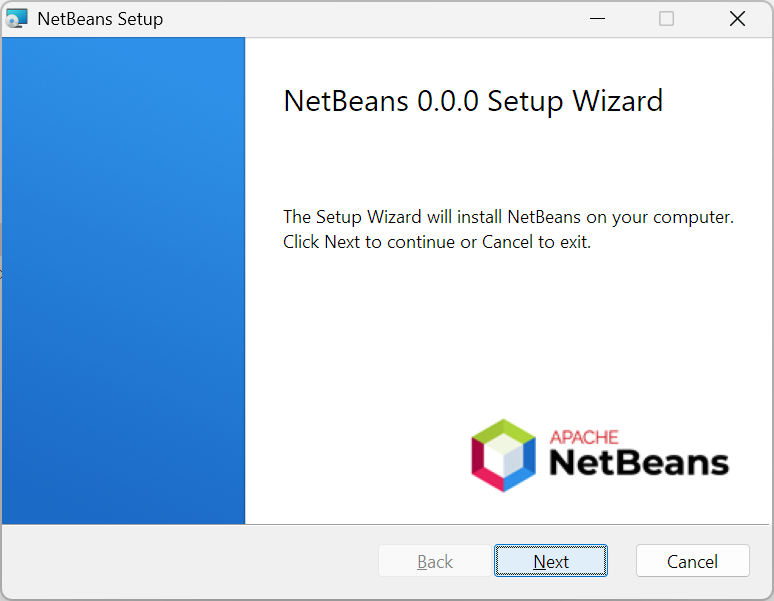 NetBeans Setup
NetBeans 0.0.0 Setup Wizard
The Setup Wizard will install NetBeans on your computer.
Click Next to continue or Cancel to exit.
APACHE
NetBeans
Back Next Cancel